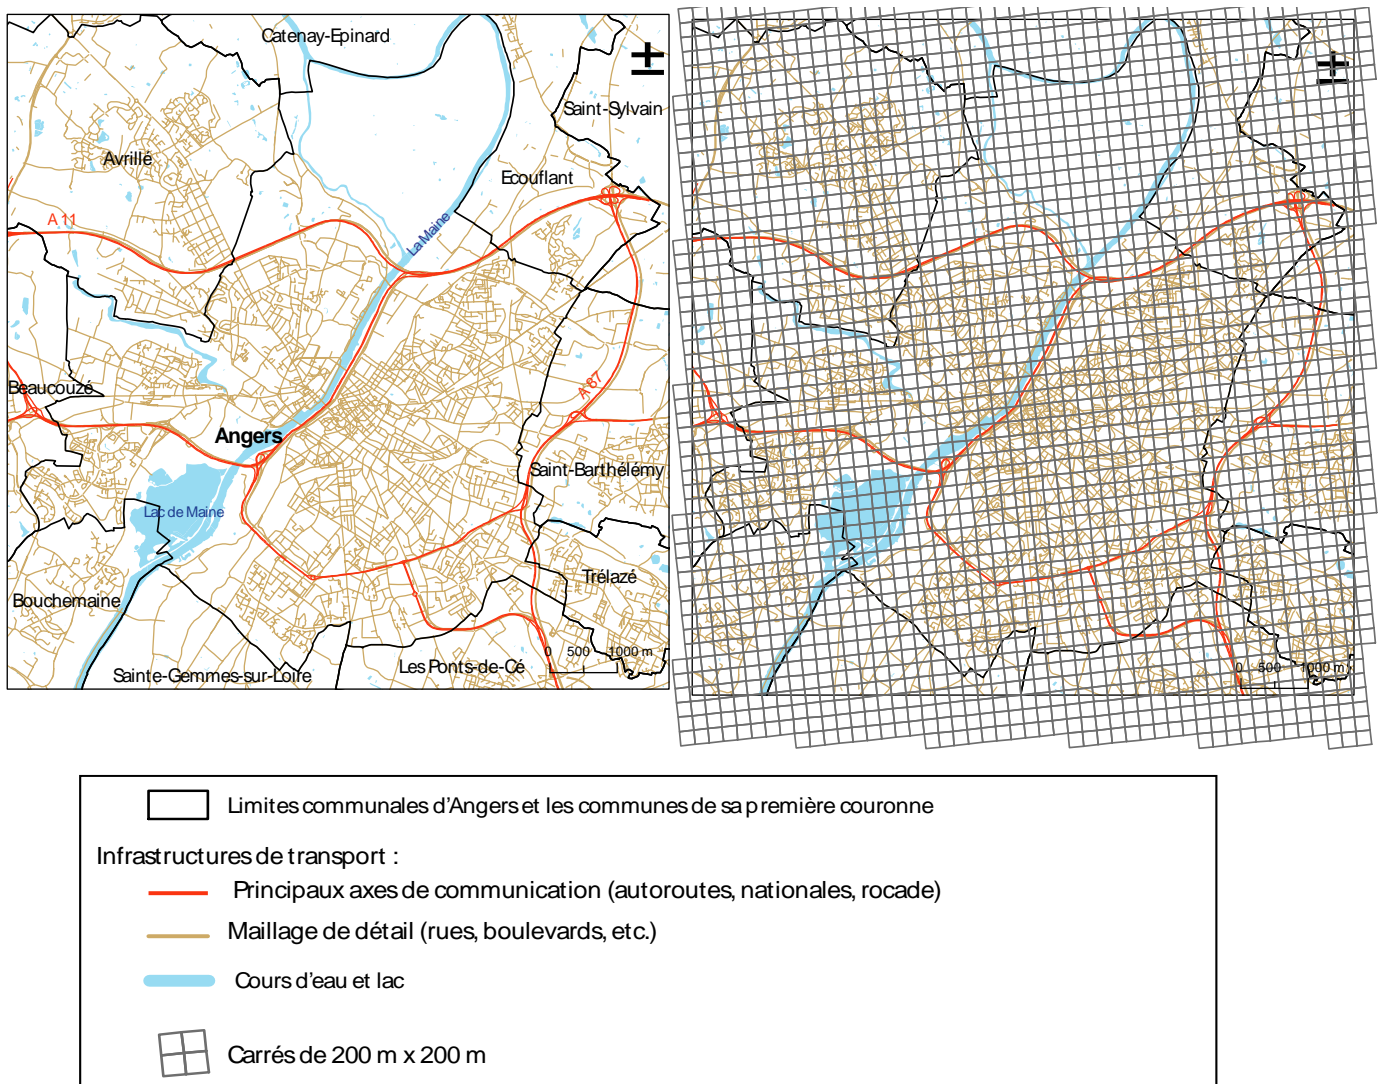 Catenay-Epinard
Saint-Sylvain
Avrillé
Ecouflant
A 11
La Maine
Beaucouzé
A 87
Angers
Saint-Barthélémy
Lac de Maine
Trélazé
Bouchemaine
Les Ponts-de-Cé
Sainte-Gemmes-sur-Loire
0 500 1000 m
0 500 1000 m
Limites communales d'Angers et les communes de sa première couronne
Infrastructures de transport :
Principaux axes de communication (autoroutes, nationales, rocade)
Maillage de détail (rues, boulevards, etc.)
Cours d'eau et lac
Carrés de 200 m x 200 m